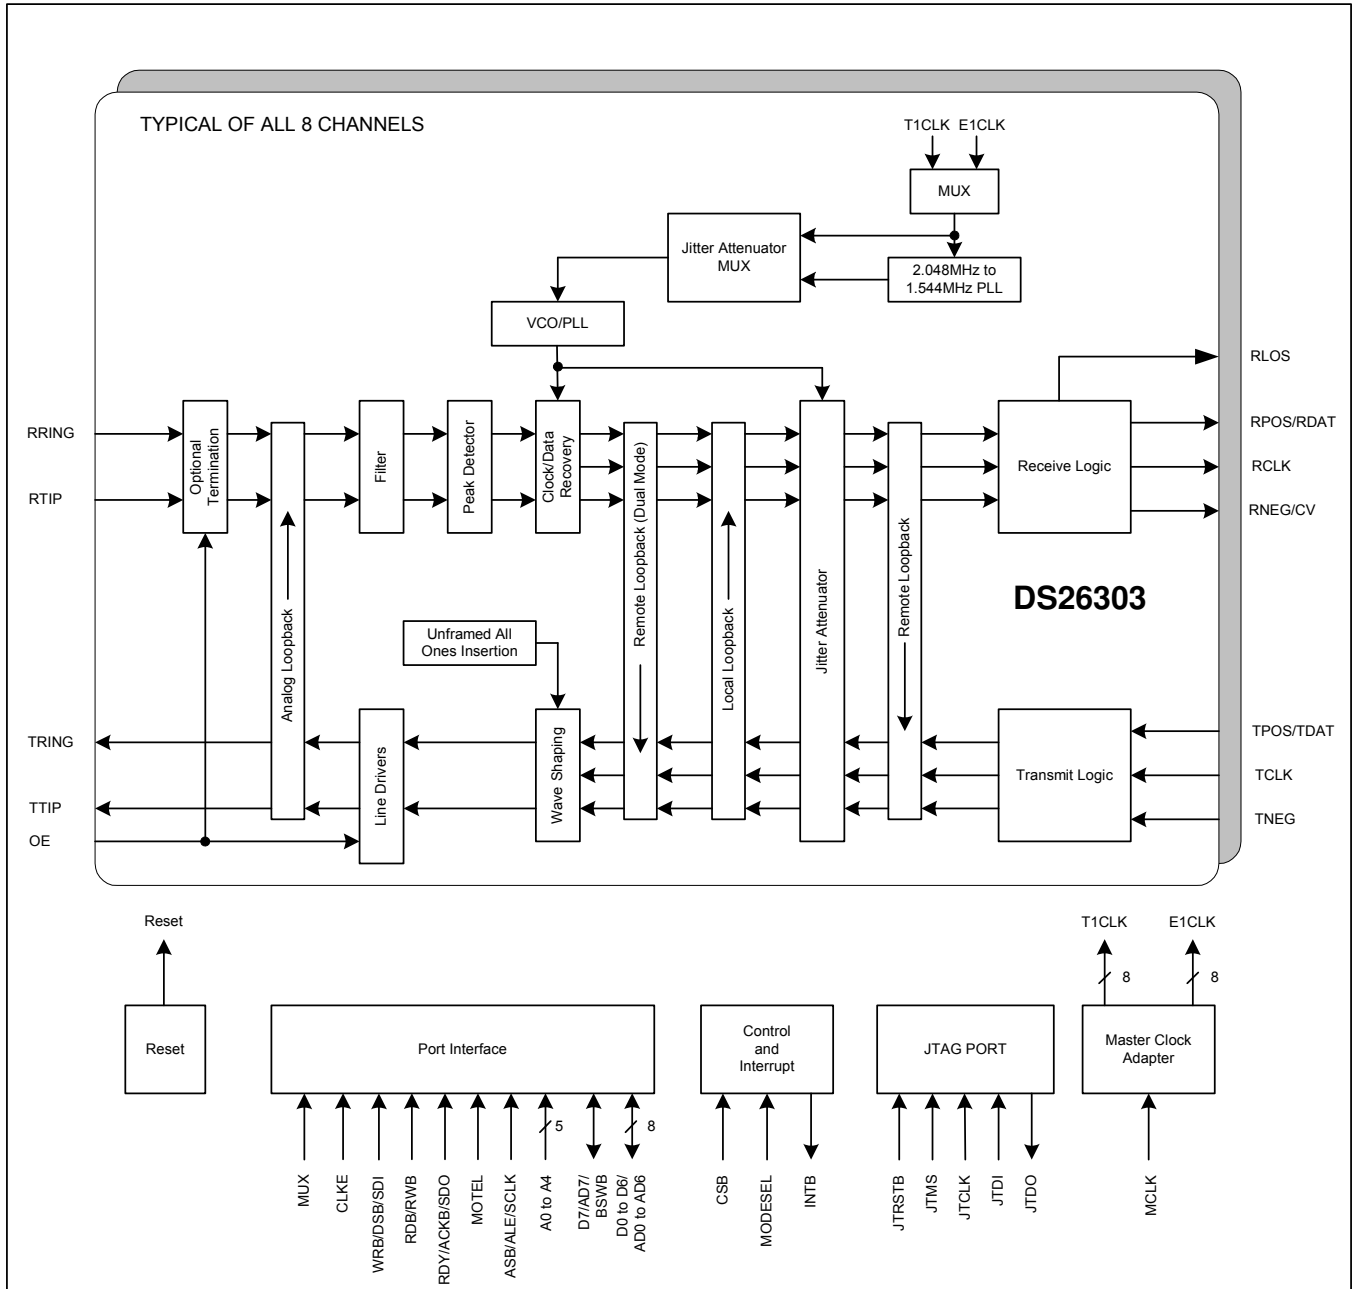 TYPICAL OF ALL 8 CHANNELS
T1CLK E1CLK
MUX
Jitter Attenuator
MUX
2.048MHz to
1.544MHz PLL
VCO/PLL
RLOS
RRING
RTIP
Optional
Termination
Analog Loopback
Filter
Peak Detector
Clock/Data
Recovery
Remote Loopback (Dual Mode)
Local Loopback
Jitter Attenuator
Remote Loopback
Receive Logic
RPOS/RDAT
RCLK
RNEG/CV
DS26303
Unframed All
Ones Insertion
TRING
TTIP
OE
Line Drivers
Wave Shaping
Transmit Logic
TPOS/TDAT
TCLK
TNEG
Reset
Reset
Port Interface
MUX
CLKE
WRB/DSB/SDI
RDB/RWB
RDY/ACKB/SDO
MOTEL
ASB/ALE/SCLK
5
A0 to A4
D7/AD7/
BSWB
8
D0 to D6/
AD0 to AD6
Control
and
Interrupt
CSB
MODESEL
INTB
JTAG PORT
JTRSTB
JTMS
JTCLK
JTDI
JTDO
T1CLK E1CLK
8 8
Master Clock
Adapter
MCLK